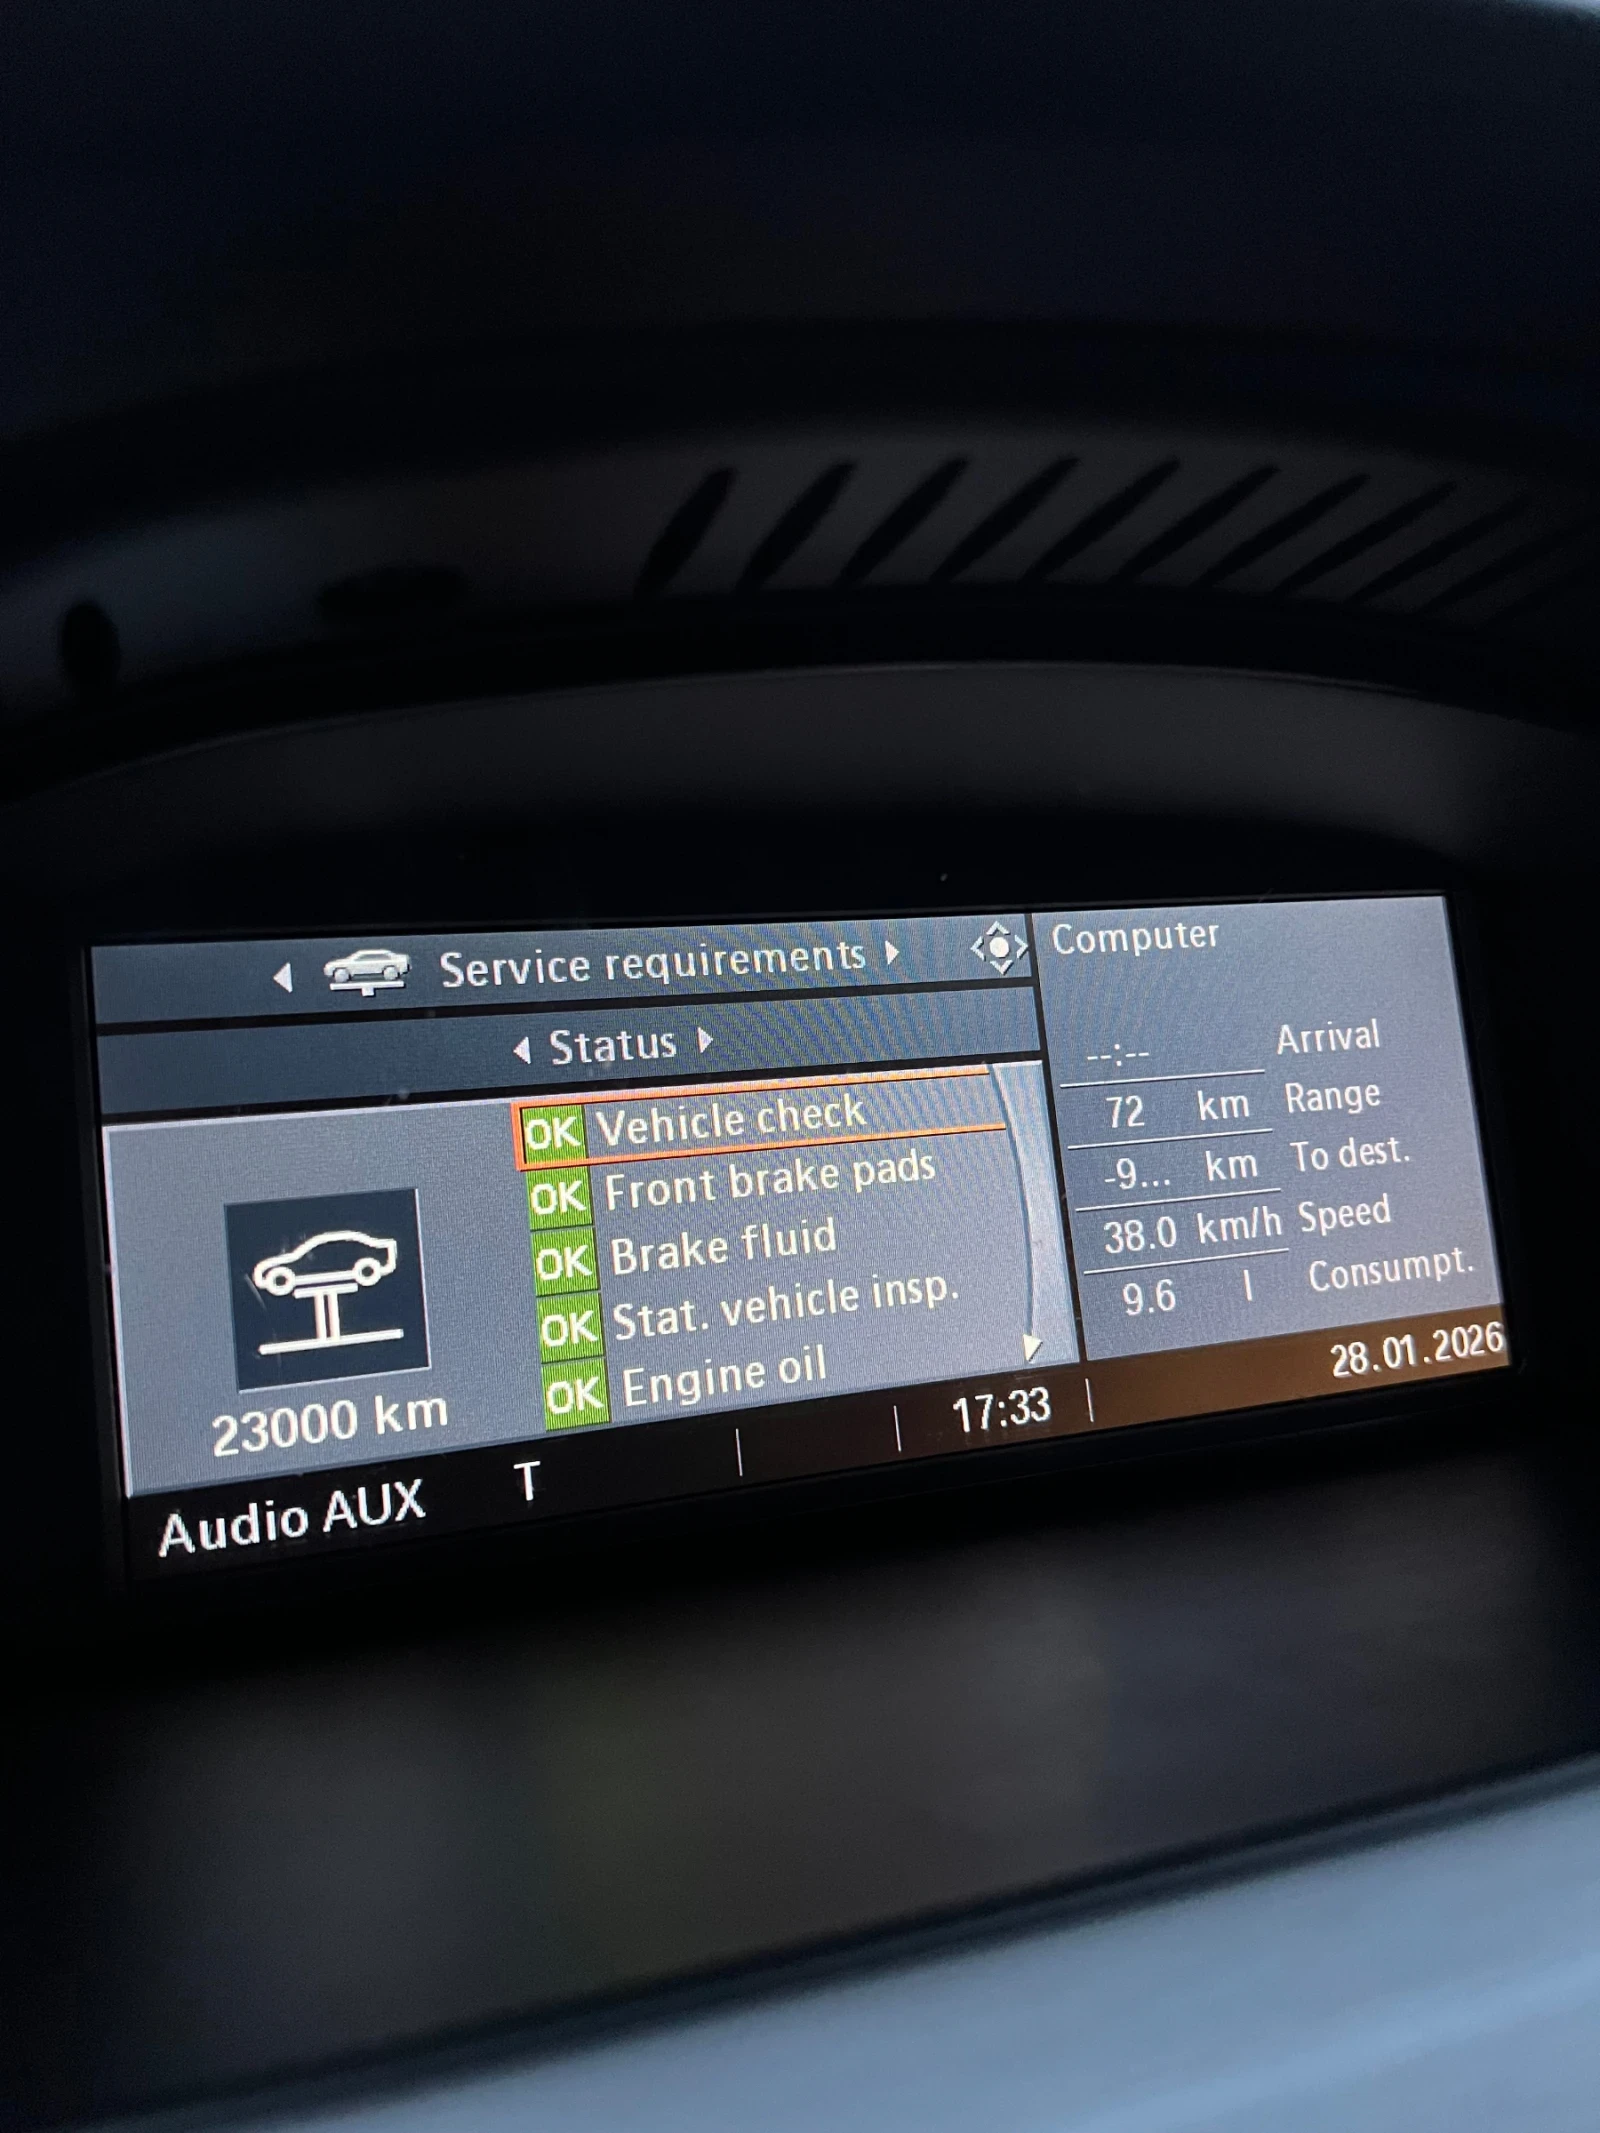 Service requirements
Status
OK Vehicle check
OK Front brake pads
OK Brake fluid
OK Stat. vehicle insp.
OK Engine oil
23000 km
Computer
--:-- Arrival
72 km Range
-9... km To dest.
38.0 km/h Speed
9.6 l Consumpt.
Audio AUX T 17:33 28.01.2026